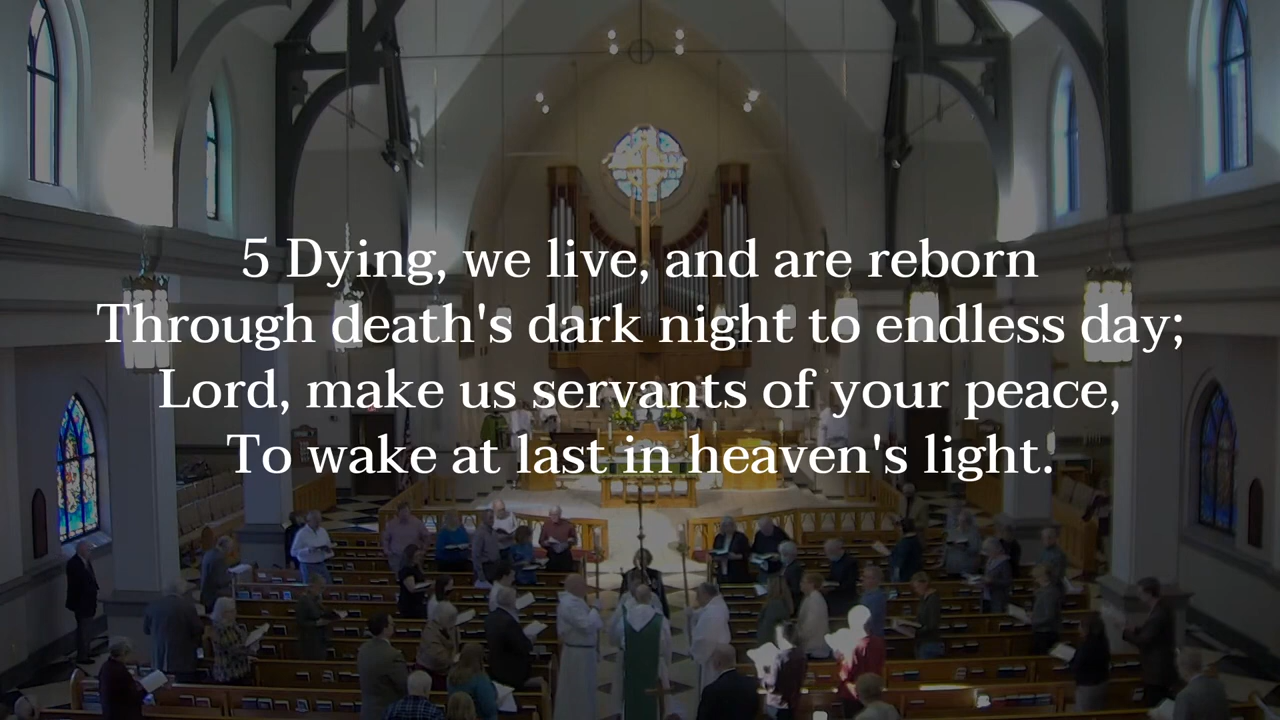 5 Dying, we live, and are reborn
Through death's dark night to endless day;
Lord, make us servants of your peace,
To wake at last in heaven's light.